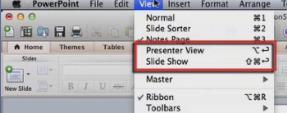 PowerPoint File Edit View Insert Format Arrange
Normal ⌘1
Slide Sorter ⌘2
✓ Notes Page ⌘3
Presenter View ⌥↩
Slide Show ⇧⌘↩
Master ▶
✓ Ribbon ⌥⌘R
Toolbars ▶
Home Themes Tables
Slides
New Slide
B I U